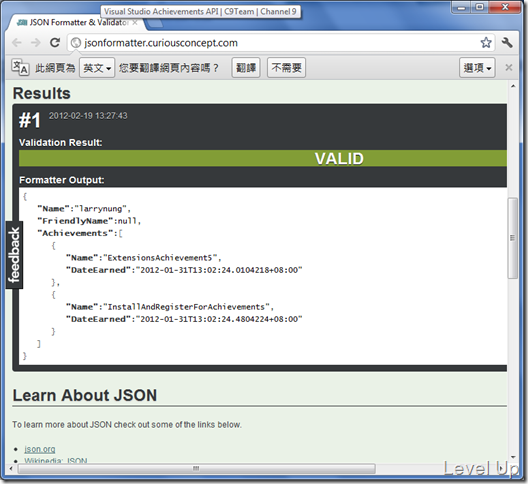 Visual Studio Achievements API | C9Team | Channel 9
JSON Formatter & Validator
jsonformatter.curiousconcept.com
此網頁為 英文 您要翻譯網頁內容嗎？ 翻譯 不需要 選項
Results
#1 2012-02-19 13:27:43
Validation Result:
VALID
Formatter Output:
{
"Name":"larrynung",
"FriendlyName":null,
"Achievements":[
{
"Name":"ExtensionsAchievement5",
"DateEarned":"2012-01-31T13:02:24.0104218+08:00"
},
{
"Name":"InstallAndRegisterForAchievements",
"DateEarned":"2012-01-31T13:02:24.4804224+08:00"
}
]
}
feedback
Learn About JSON
To learn more about JSON check out some of the links below.
json.org
Wikipedia: JSON
Level Up